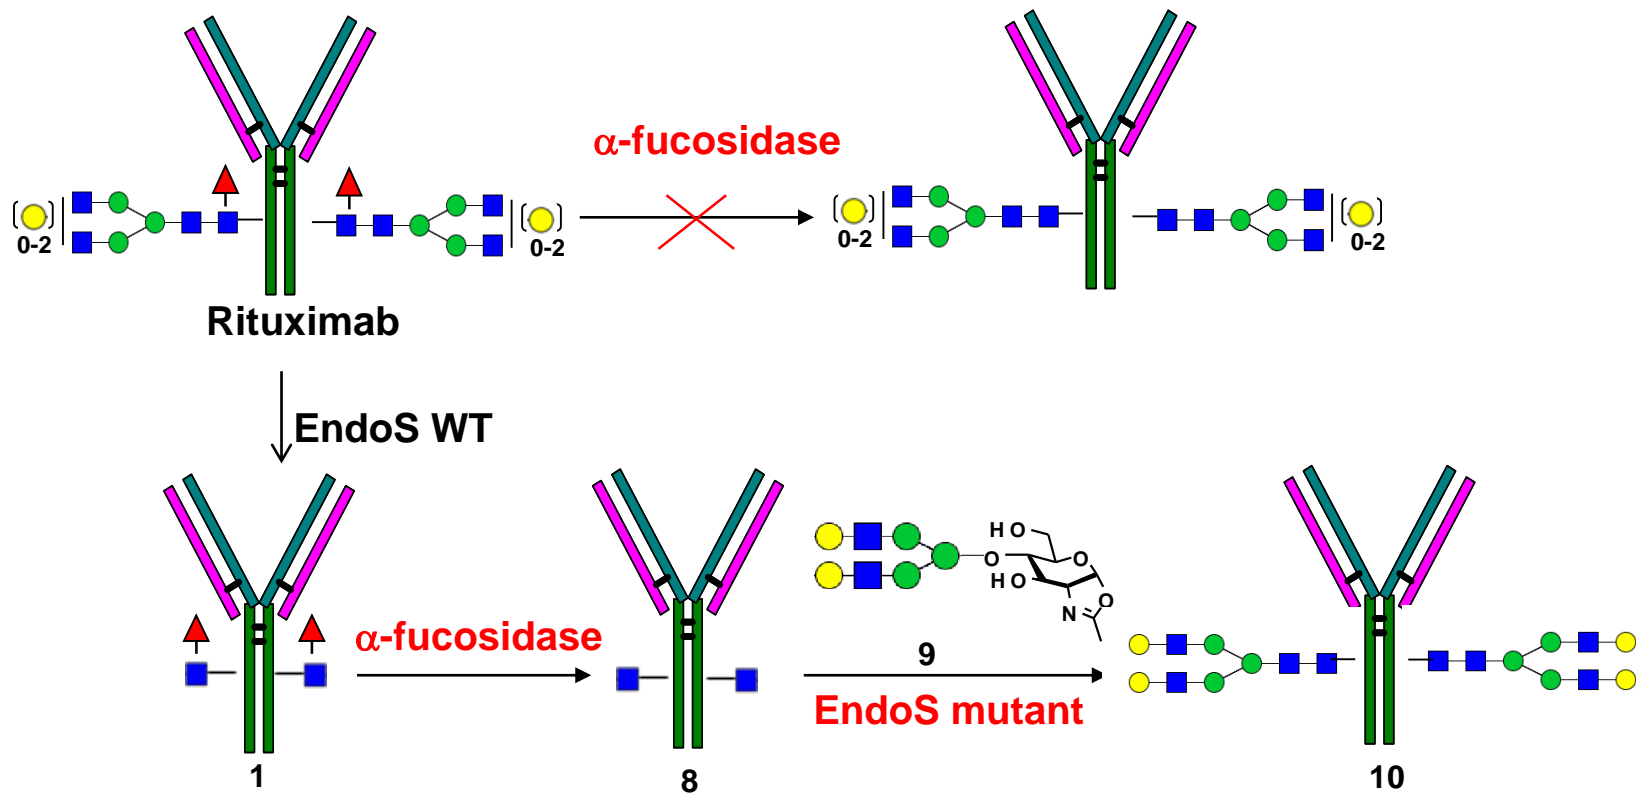 α-fucosidase
0-2
0-2
0-2
0-2
Rituximab
EndoS WT
α-fucosidase
HO
O
O
HO
N
O
9
EndoS mutant
1
8
10